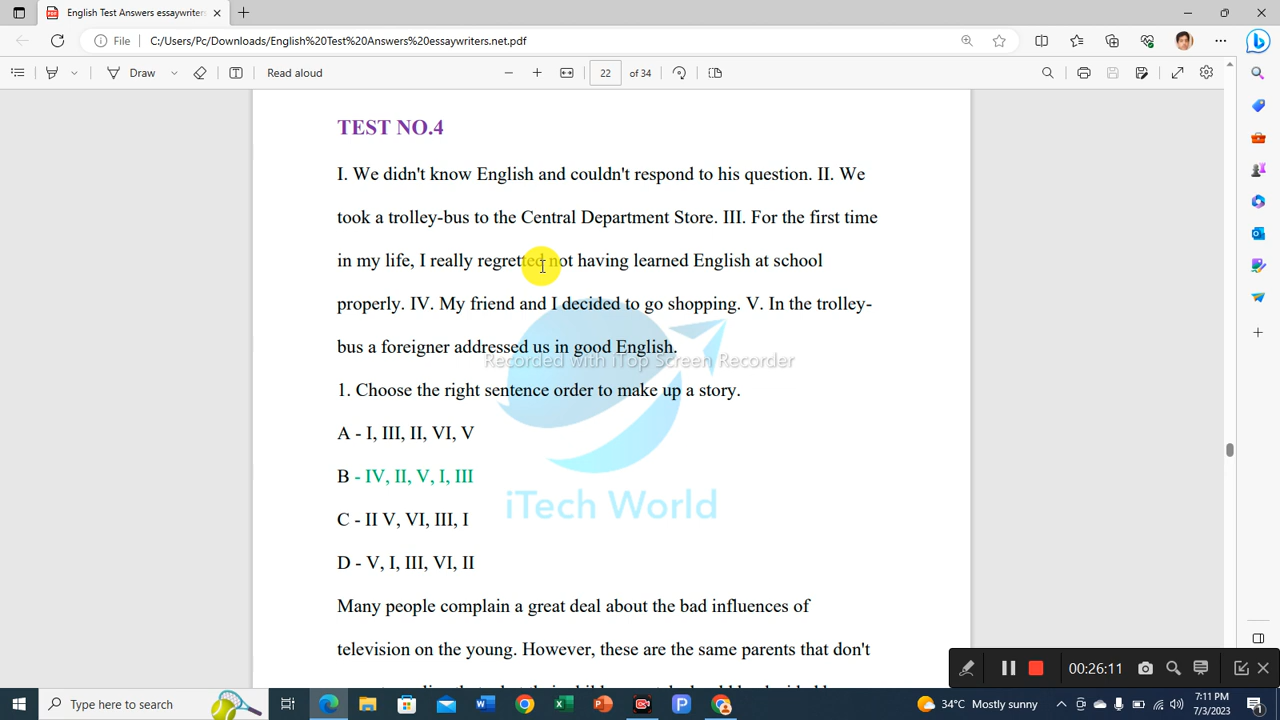 English Test Answers essaywriters
File
C:/Users/Pc/Downloads/English%20Test%20Answers%20essaywriters.net.pdf
Draw
Read aloud
22 of 34
TEST NO.4
I. We didn't know English and couldn't respond to his question. II. We
took a trolley-bus to the Central Department Store. III. For the first time
in my life, I really regretted not having learned English at school
properly. IV. My friend and I decided to go shopping. V. In the trolley-
bus a foreigner addressed us in good English.
Recorded with iTop Screen Recorder
1. Choose the right sentence order to make up a story.
A - I, III, II, VI, V
B - IV, II, V, I, III
iTech World
C - II V, VI, III, I
D - V, I, III, VI, II
Many people complain a great deal about the bad influences of
television on the young. However, these are the same parents that don't
00:26:11
Type here to search
34°C Mostly sunny
7:11 PM
7/3/2023